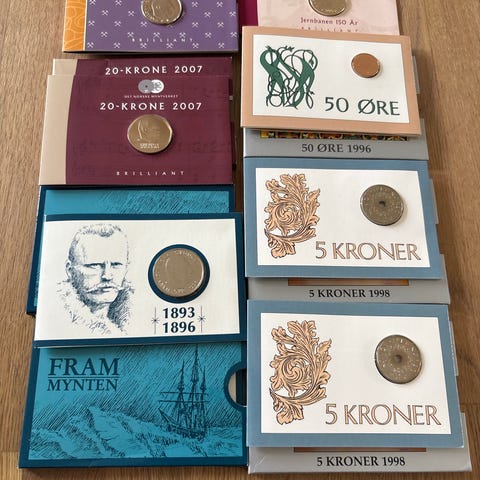 BRILLIANT
Jernbanen 150 År
BRILLIANT
20-KRONE 2007
DET NORSKE MYNTVERKET
20-KRONE 2007
BRILLIANT
50 ØRE
50 ØRE 1996
5 KRONER
5 KRONER 1998
1893
1896
FRAM
MYNTEN
5 KRONER
5 KRONER 1998